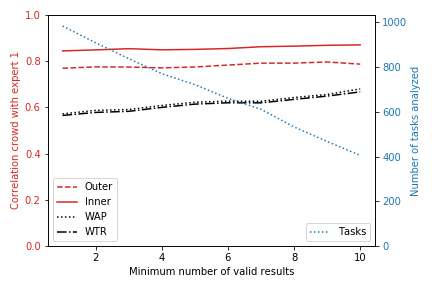 Correlation crowd with expert 1
1.0
0.8
0.6
0.4
0.2
0.0
Outer
Inner
WAP
WTR
Tasks
1000
800
600
400
200
0
Number of tasks analyzed
2
4
6
8
10
Minimum number of valid results